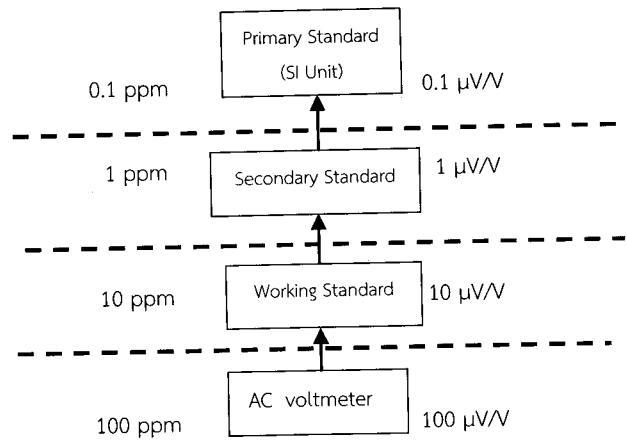 Primary Standard
(SI Unit)
0.1 ppm
0.1 µV/V
1 ppm
Secondary Standard
1 µV/V
10 ppm
Working Standard
10 µV/V
AC voltmeter
100 ppm
100 µV/V